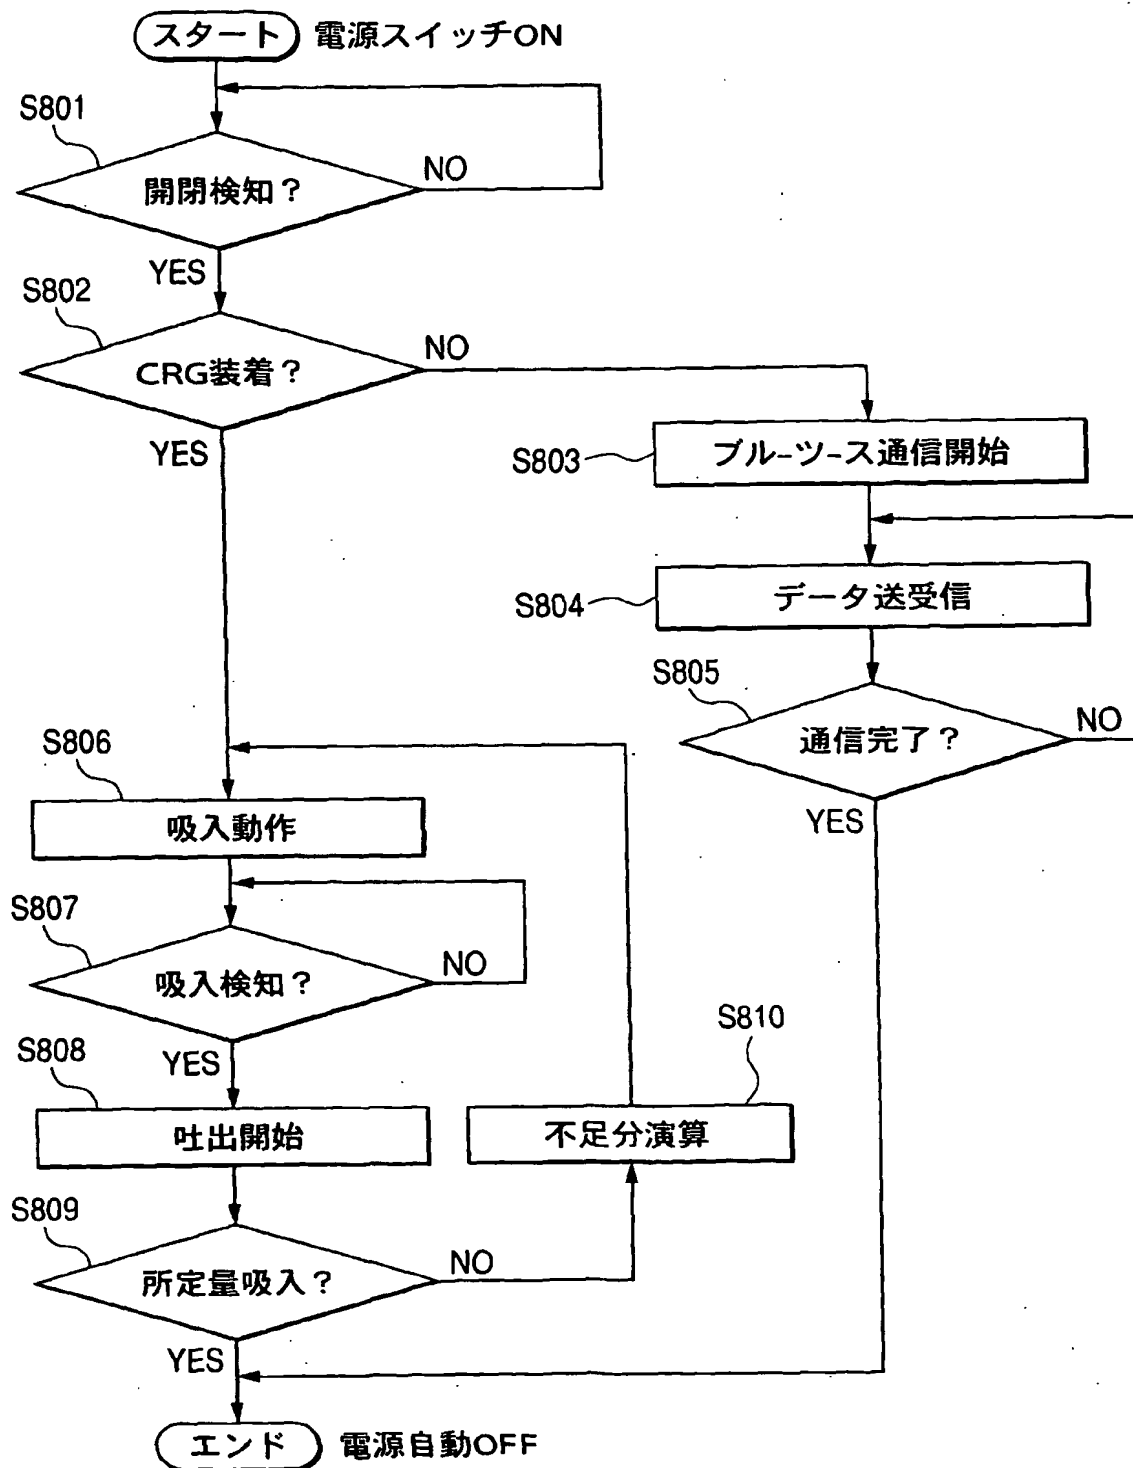 スタート 電源スイッチON
S801
開閉検知？
NO
YES
S802
CRG装着？
NO
YES
S803
ブル-ツ-ス通信開始
S804
データ送受信
S805
通信完了？
NO
YES
S806
吸入動作
S807
吸入検知？
NO
YES
S808
吐出開始
S810
不足分演算
S809
所定量吸入？
NO
YES
エンド 電源自動OFF